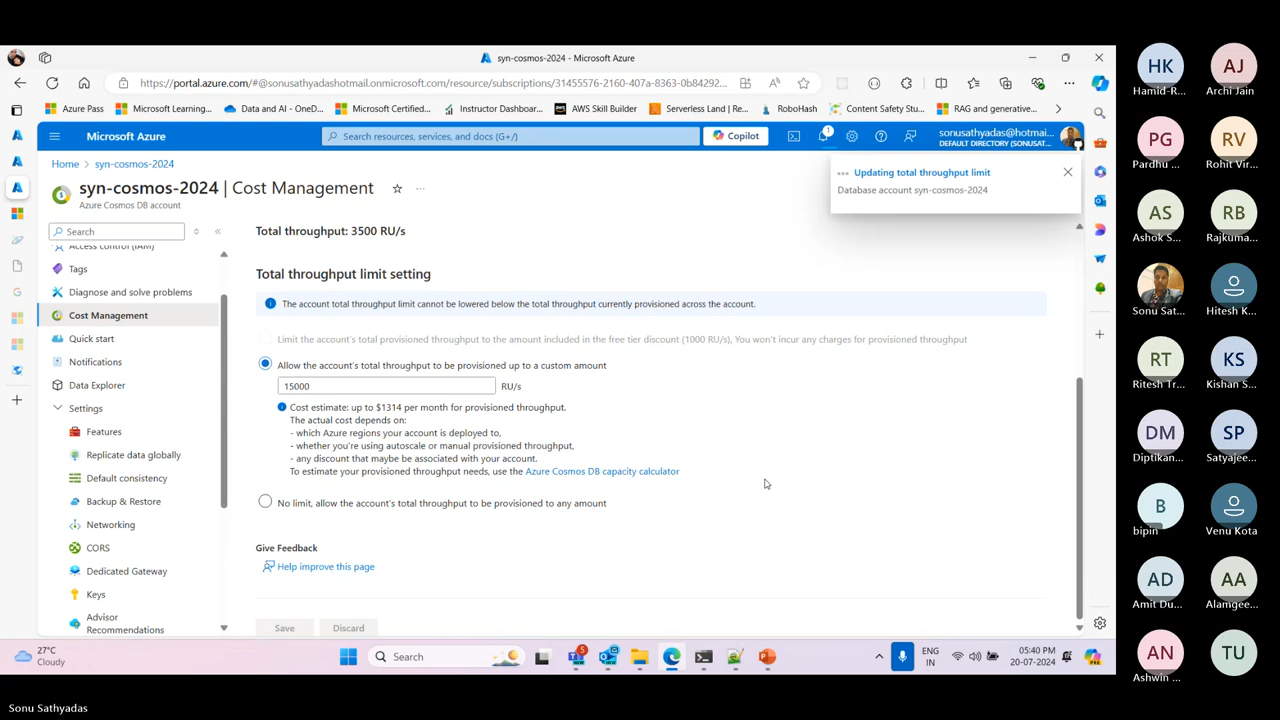 syn-cosmos-2024 - Microsoft Azure
https://portal.azure.com/#@sonusathyadashotmail.onmicrosoft.com/resource/subscriptions/31455576-2160-407a-8363-0b84292...
Azure Pass
Microsoft Learning...
Data and AI - OneD...
Microsoft Certified...
Instructor Dashboar...
AWS Skill Builder
Serverless Land | Re...
RoboHash
Content Safety Stu...
RAG and generative...
Microsoft Azure
Search resources, services, and docs (G+/)
Copilot
1
sonusathyadas@hotmai...
DEFAULT DIRECTORY (SONUSAT...
Home > syn-cosmos-2024
syn-cosmos-2024 | Cost Management
Azure Cosmos DB account
Updating total throughput limit
Database account syn-cosmos-2024
Search
Access control (IAM)
Tags
Diagnose and solve problems
Cost Management
Quick start
Notifications
Data Explorer
Settings
Features
Replicate data globally
Default consistency
Backup & Restore
Networking
CORS
Dedicated Gateway
Keys
Advisor
Recommendations
Total throughput: 3500 RU/s
Total throughput limit setting
The account total throughput limit cannot be lowered below the total throughput currently provisioned across the account.
Limit the account's total provisioned throughput to the amount included in the free tier discount (1000 RU/s), You won't incur any charges for provisioned throughput
Allow the account's total throughput to be provisioned up to a custom amount
15000 RU/s
Cost estimate: up to $1314 per month for provisioned throughput.
The actual cost depends on:
- which Azure regions your account is deployed to,
- whether you're using autoscale or manual provisioned throughput,
- any discount that maybe be associated with your account.
To estimate your provisioned throughput needs, use the Azure Cosmos DB capacity calculator
No limit, allow the account's total throughput to be provisioned to any amount
Give Feedback
Help improve this page
Save
Discard
27°C
Cloudy
Search
5
ENG
IN
05:40 PM
20-07-2024
HK
Hamid-R...
AJ
Archi Jain
PG
Pardhu ...
RV
Rohit Vir...
AS
Ashok S...
RB
Rajkuma...
Sonu Sat...
Hitesh K...
RT
Ritesh Tr...
KS
Kishan S...
DM
Diptikan...
SP
Satyajee...
B
bipin
Venu Kota
AD
Amit Du...
AA
Alamgee...
AN
Ashwin ...
TU
Sonu Sathyadas